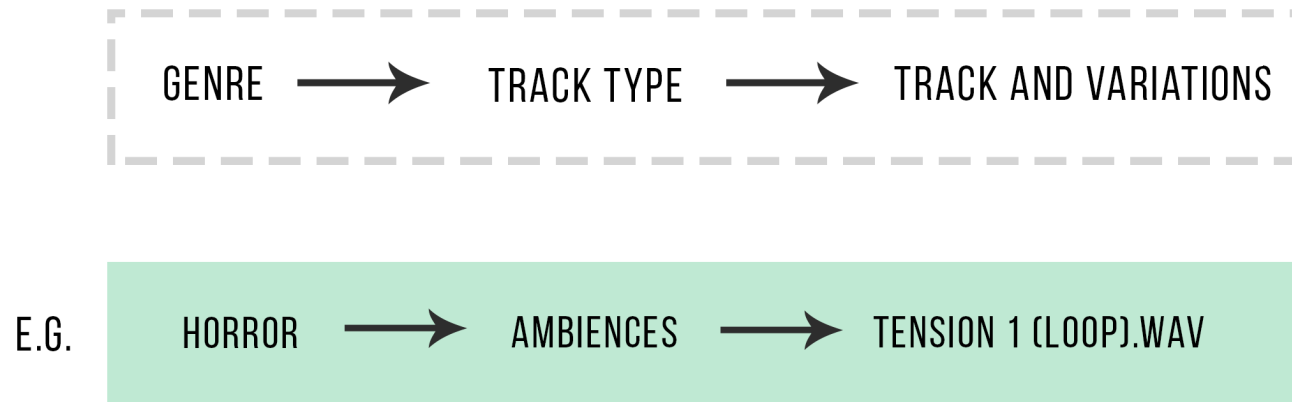 GENRE TRACK TYPE TRACK AND VARIATIONS
E.G. HORROR AMBIENCES TENSION 1 (LOOP).WAV